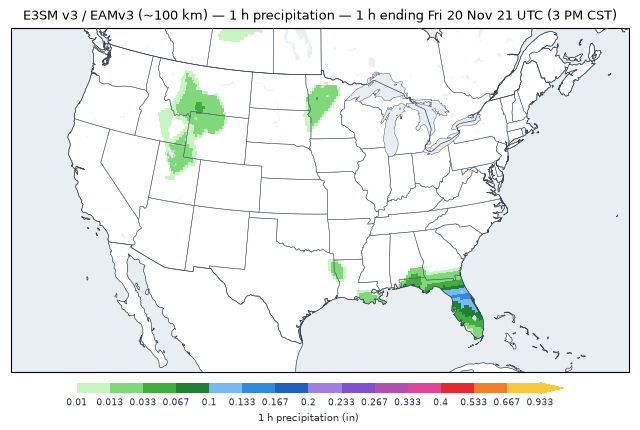 E3SM v3 / EAMv3 (~100 km) — 1 h precipitation — 1 h ending Fri 20 Nov 21 UTC (3 PM CST)
0.01 0.013 0.033 0.067 0.1 0.133 0.167 0.2 0.233 0.267 0.333 0.4 0.533 0.667 0.933
1 h precipitation (in)